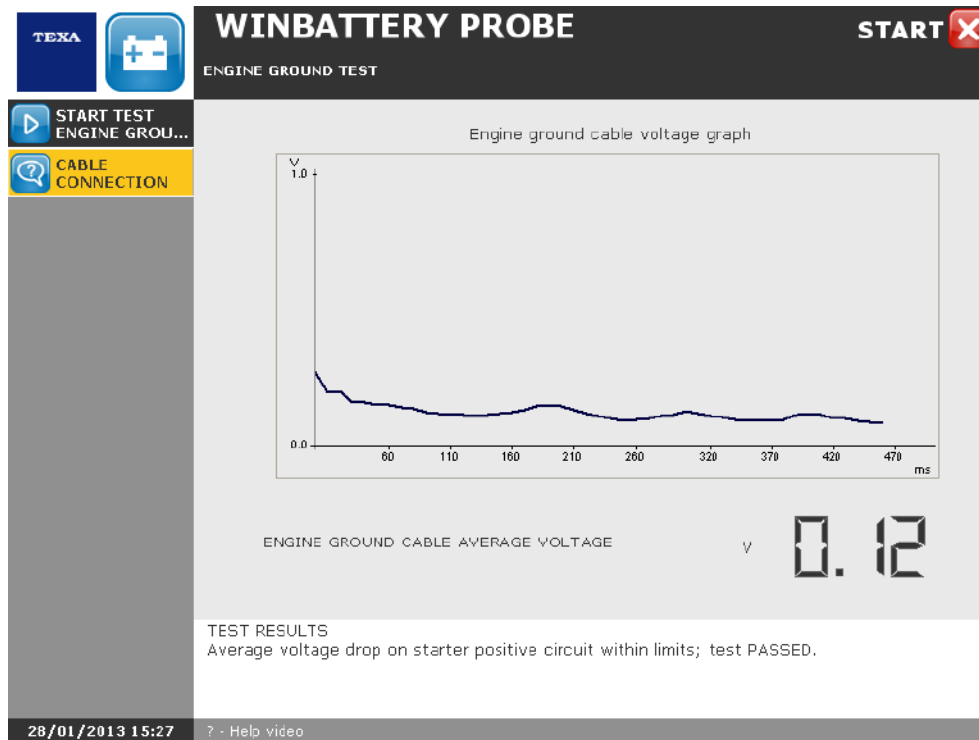 TEXA
WINBATTERY PROBE
START
ENGINE GROUND TEST
START TEST
ENGINE GROU...
CABLE
CONNECTION
Engine ground cable voltage graph
V
1.0
0.0
60 110 160 210 260 320 370 420 470
ms
ENGINE GROUND CABLE AVERAGE VOLTAGE V 0.12
TEST RESULTS
Average voltage drop on starter positive circuit within limits; test PASSED.
28/01/2013 15:27 ? - Help video